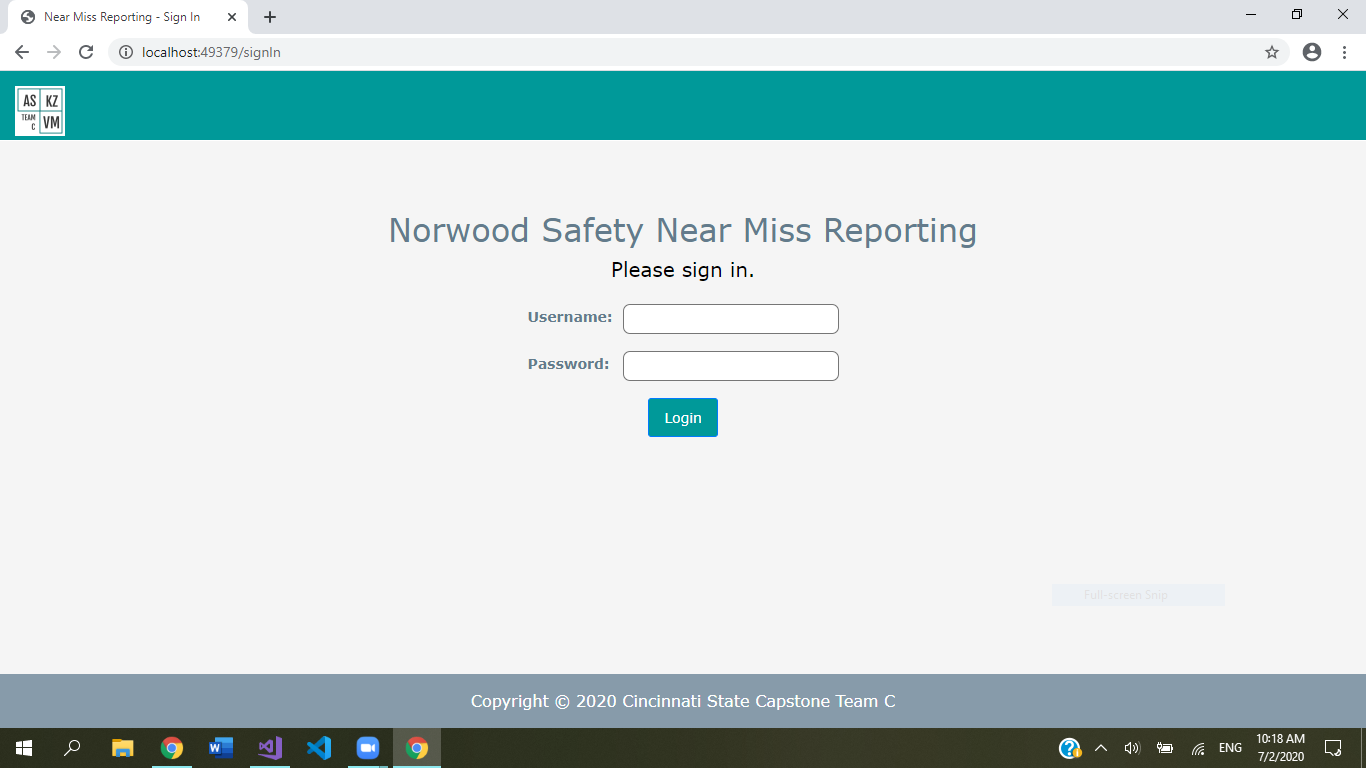 Near Miss Reporting - Sign In
localhost:49379/signIn
AS KZ
TEAM
C
VM
Norwood Safety Near Miss Reporting
Please sign in.
Username:
Password:
Login
Full-screen Snip
Copyright © 2020 Cincinnati State Capstone Team C
ENG
10:18 AM
7/2/2020